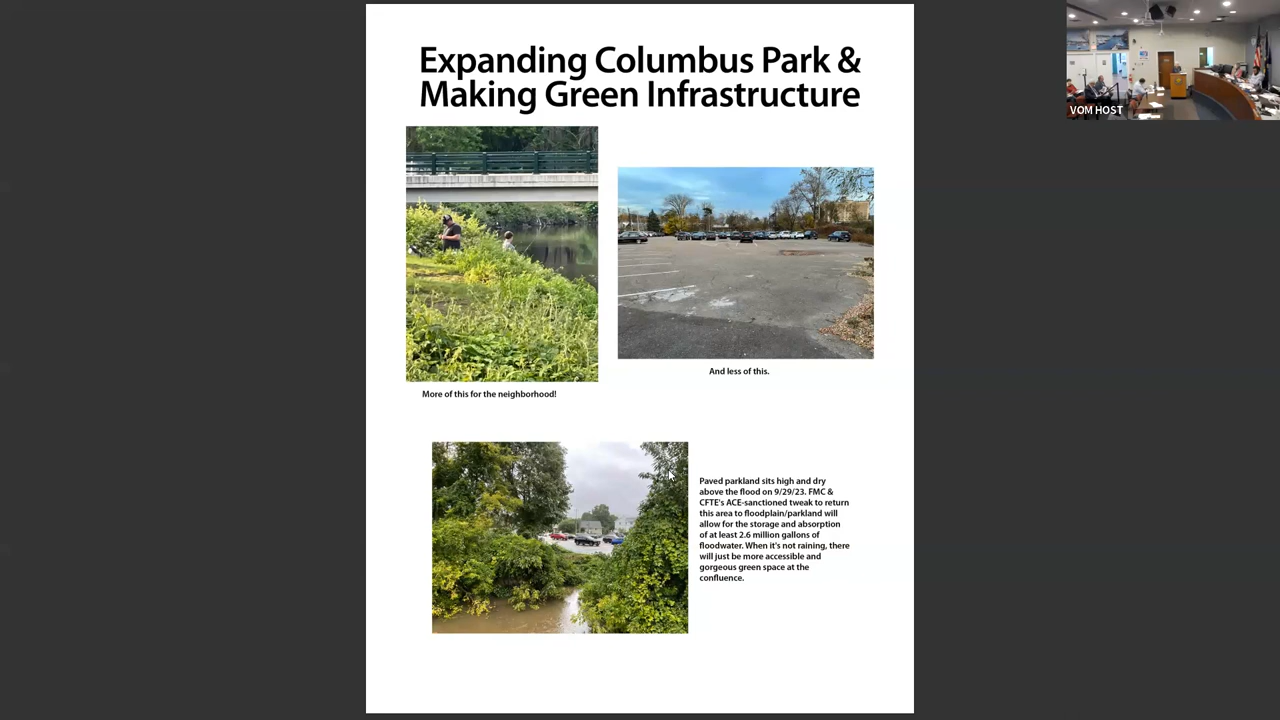 Expanding Columbus Park &
Making Green Infrastructure
More of this for the neighborhood!
And less of this.
Paved parkland sits high and dry
above the flood on 9/29/23. FMC &
CFTE's ACE-sanctioned tweak to return
this area to floodplain/parkland will
allow for the storage and absorption
of at least 2.6 million gallons of
floodwater. When it's not raining, there
will just be more accessible and
gorgeous green space at the
confluence.
VOM HOST